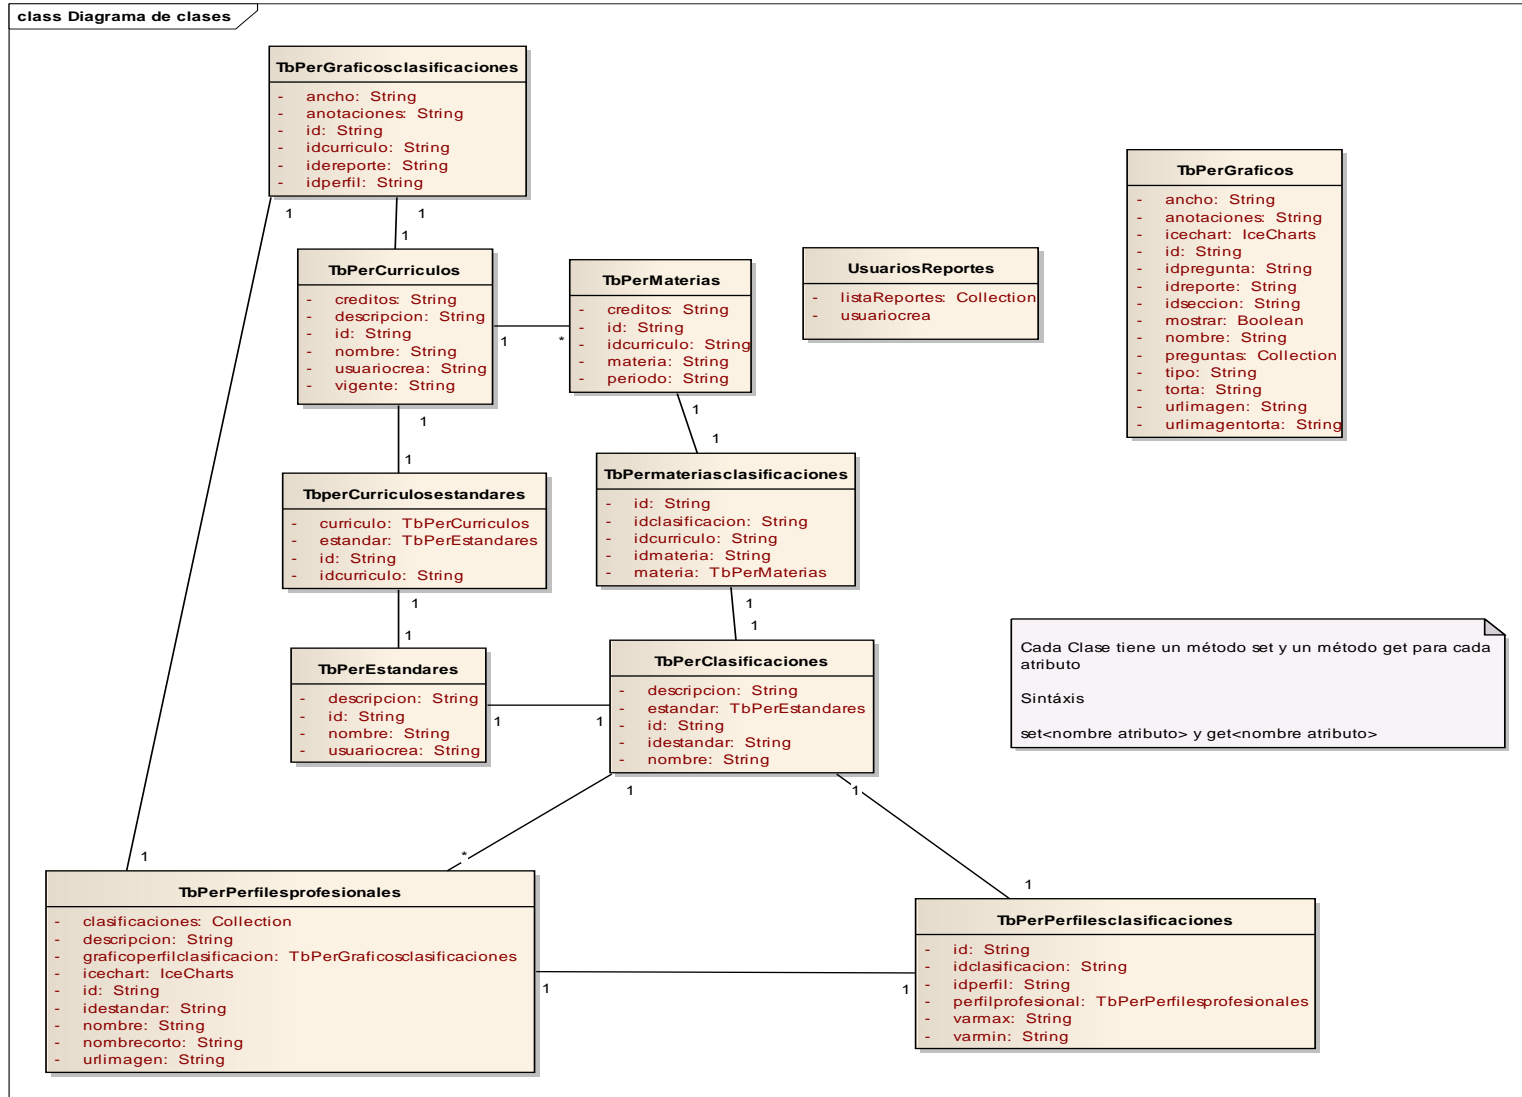 class Diagrama de clases
TbPerGraficosclasificaciones
- ancho: String
- anotaciones: String
- id: String
- idcurriculo: String
- idereporte: String
- idperfil: String
1
1
1
TbPerCurriculos
- creditos: String
- descripcion: String
- id: String
- nombre: String
- usuariocrea: String
- vigente: String
1
*
TbPerMaterias
- creditos: String
- id: String
- idcurriculo: String
- materia: String
- periodo: String
UsuariosReportes
- listaReportes: Collection
- usuariocrea
TbPerGraficos
- ancho: String
- anotaciones: String
- icechart: IceCharts
- id: String
- idpregunta: String
- idreporte: String
- idseccion: String
- mostrar: Boolean
- nombre: String
- preguntas: Collection
- tipo: String
- torta: String
- urlimagen: String
- urlimagentorta: String
1
1
1
1
TbperCurriculosestandares
- curriculo: TbPerCurriculos
- estandar: TbPerEstandares
- id: String
- idcurriculo: String
TbPermateriasclasificaciones
- id: String
- idclasificacion: String
- idcurriculo: String
- idmateria: String
- materia: TbPerMaterias
1
1
1
1
TbPerEstandares
- descripcion: String
- id: String
- nombre: String
- usuariocrea: String
1
1
TbPerClasificaciones
- descripcion: String
- estandar: TbPerEstandares
- id: String
- idestandar: String
- nombre: String
Cada Clase tiene un método set y un método get para cada
atributo
Sintáxis
set<nombre atributo> y get<nombre atributo>
1
1
1
*
1
TbPerPerfilesprofesionales
- clasificaciones: Collection
- descripcion: String
- graficoperfilclasificacion: TbPerGraficosclasificaciones
- icechart: IceCharts
- id: String
- idestandar: String
- nombre: String
- nombrecorto: String
- urlimagen: String
1
1
TbPerPerfilesclasificaciones
- id: String
- idclasificacion: String
- idperfil: String
- perfilprofesional: TbPerPerfilesprofesionales
- varmax: String
- varmin: String